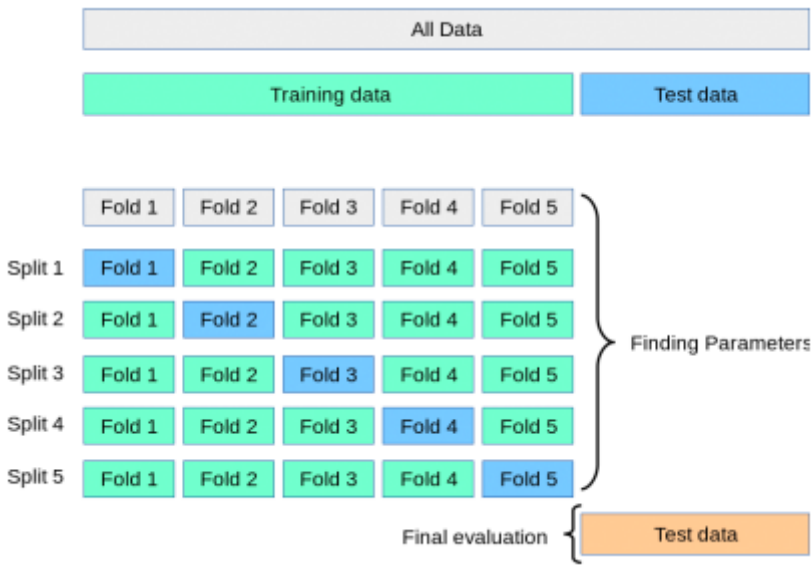 All Data
Training data Test data
Fold 1 Fold 2 Fold 3 Fold 4 Fold 5
Split 1 Fold 1 Fold 2 Fold 3 Fold 4 Fold 5
Split 2 Fold 1 Fold 2 Fold 3 Fold 4 Fold 5
Finding Parameters
Split 3 Fold 1 Fold 2 Fold 3 Fold 4 Fold 5
Split 4 Fold 1 Fold 2 Fold 3 Fold 4 Fold 5
Split 5 Fold 1 Fold 2 Fold 3 Fold 4 Fold 5
Final evaluation Test data